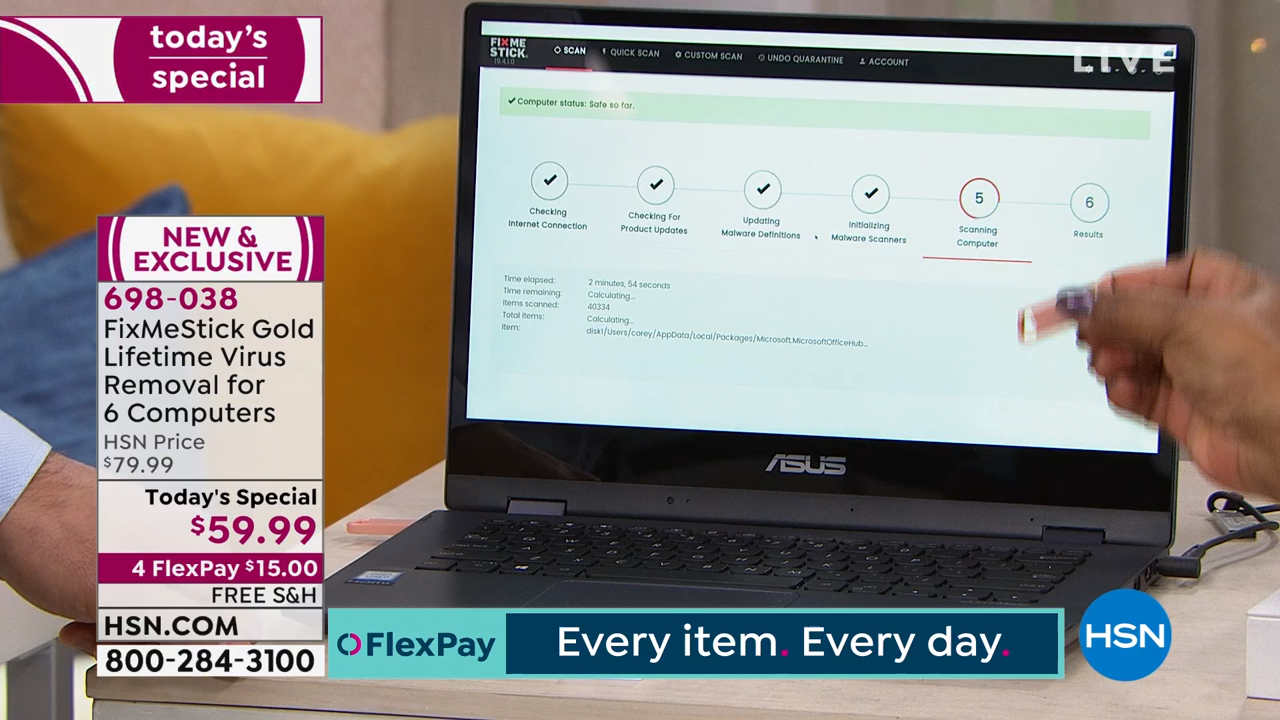 today's
special
NEW &
EXCLUSIVE
698-038
FixMeStick Gold
Lifetime Virus
Removal for
6 Computers
HSN Price
$79.99
Today's Special
$59.99
4 FlexPay $15.00
FREE S&H
HSN.COM
800-284-3100
FIXME
STICK
19.4.1.0
SCAN
QUICK SCAN
CUSTOM SCAN
UNDO QUARANTINE
ACCOUNT
LIVE
Computer status: Safe so far.
5
6
Checking
Internet Connection
Checking For
Product Updates
Updating
Malware Definitions
Initializing
Malware Scanners
Scanning
Computer
Results
Time elapsed: 2 minutes, 54 seconds
Time remaining: Calculating...
Items scanned: 40334
Total items: Calculating...
Item: disk1/Users/corey/AppData/Local/Packages/Microsoft.MicrosoftOfficeHub...
ASUS
FlexPay
Every item. Every day.
HSN